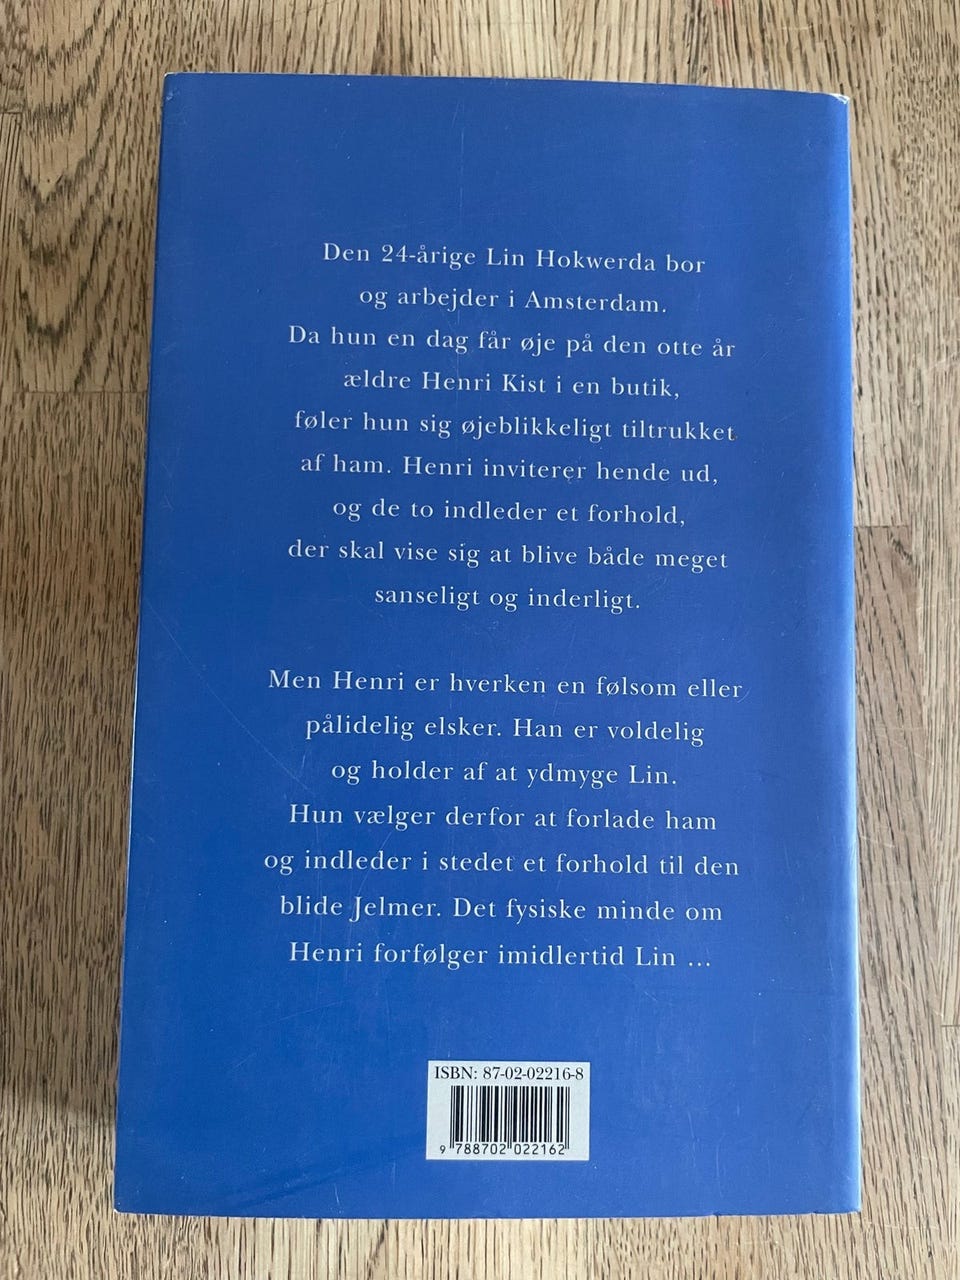 Den 24-årige Lin Hokwerda bor
og arbejder i Amsterdam.
Da hun en dag får øje på den otte år
ældre Henri Kist i en butik,
føler hun sig øjeblikkeligt tiltrukket
af ham. Henri inviterer hende ud,
og de to indleder et forhold,
der skal vise sig at blive både meget
sanseligt og inderligt.
Men Henri er hverken en følsom eller
pålidelig elsker. Han er voldelig
og holder af at ydmyge Lin.
Hun vælger derfor at forlade ham
og indleder i stedet et forhold til den
blide Jelmer. Det fysiske minde om
Henri forfølger imidlertid Lin ...
ISBN: 87-02-02216-8
9 788702 022162